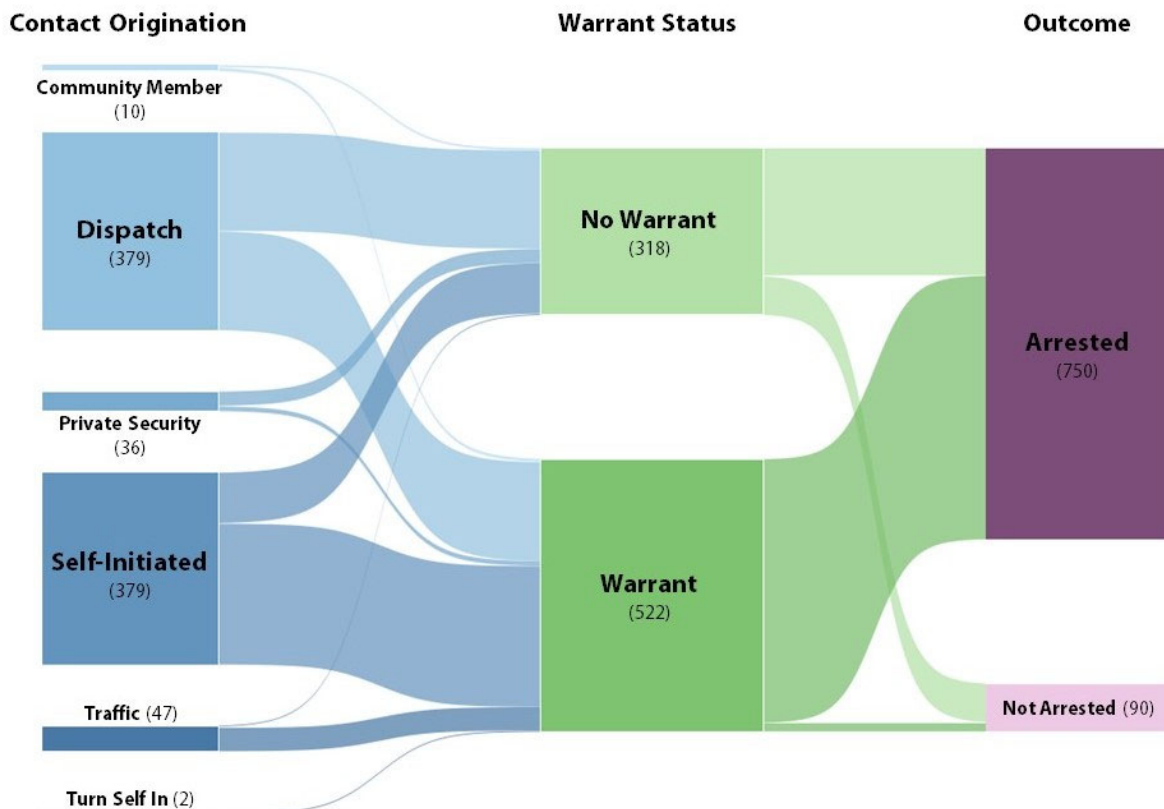 Contact Origination
Warrant Status
Outcome
Community Member
(10)
Dispatch
(379)
Private Security
(36)
Self-Initiated
(379)
Traffic (47)
Turn Self In (2)
No Warrant
(318)
Warrant
(522)
Arrested
(750)
Not Arrested (90)